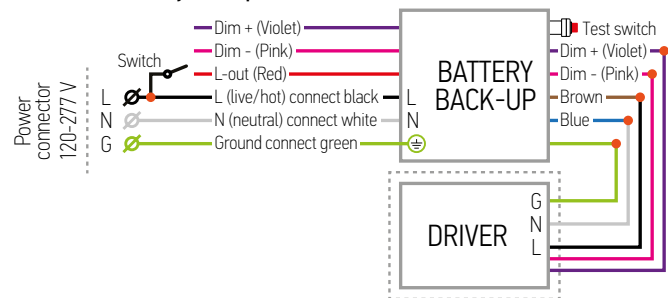 Dim + (Violet)
Dim - (Pink)
L-out (Red)
L (live/hot) connect black
N (neutral) connect white
Ground connect green
Switch
Power
connector
120-277 V
L
N
G
L
N
BATTERY
BACK-UP
Test switch
Dim + (Violet)
Dim - (Pink)
Brown
Blue
DRIVER
G
N
L